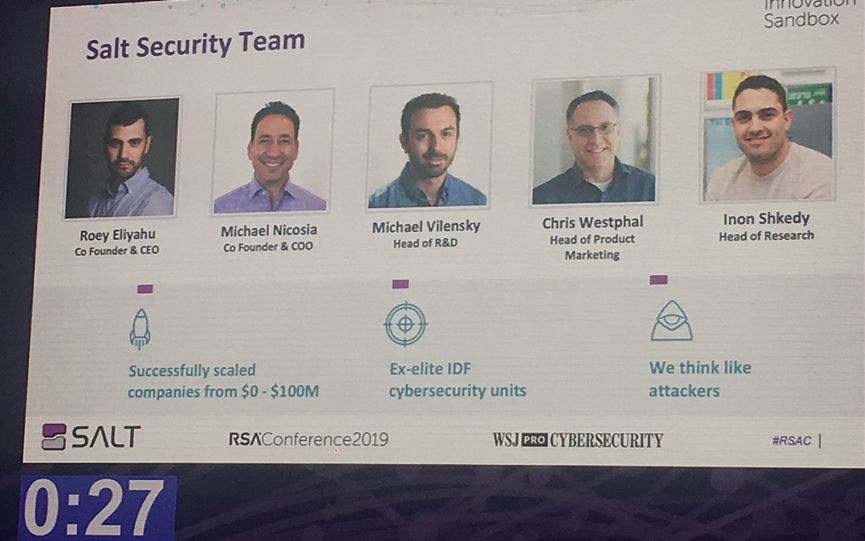 Innovation
Sandbox
Salt Security Team
Roey Eliyahu
Co Founder & CEO
Michael Nicosia
Co Founder & COO
Michael Vilensky
Head of R&D
Chris Westphal
Head of Product
Marketing
Inon Shkedy
Head of Research
Successfully scaled
companies from $0 - $100M
Ex-elite IDF
cybersecurity units
We think like
attackers
SALT
RSAConference2019
WSJ PRO CYBERSECURITY
#RSAC |
0:27